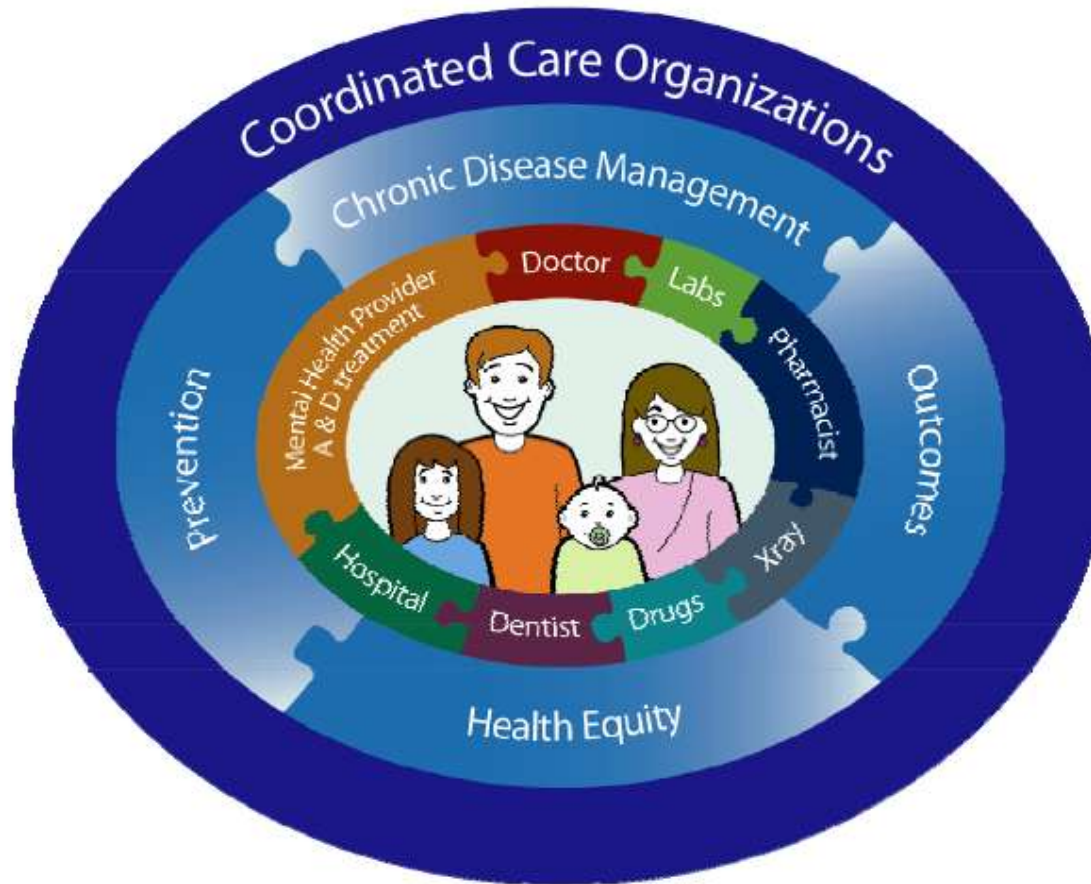 Coordinated Care Organizations
Chronic Disease Management
Outcomes
Health Equity
Prevention
Doctor
Labs
Pharmacist
Xray
Drugs
Dentist
Hospital
Mental Health Provider
A & D treatment